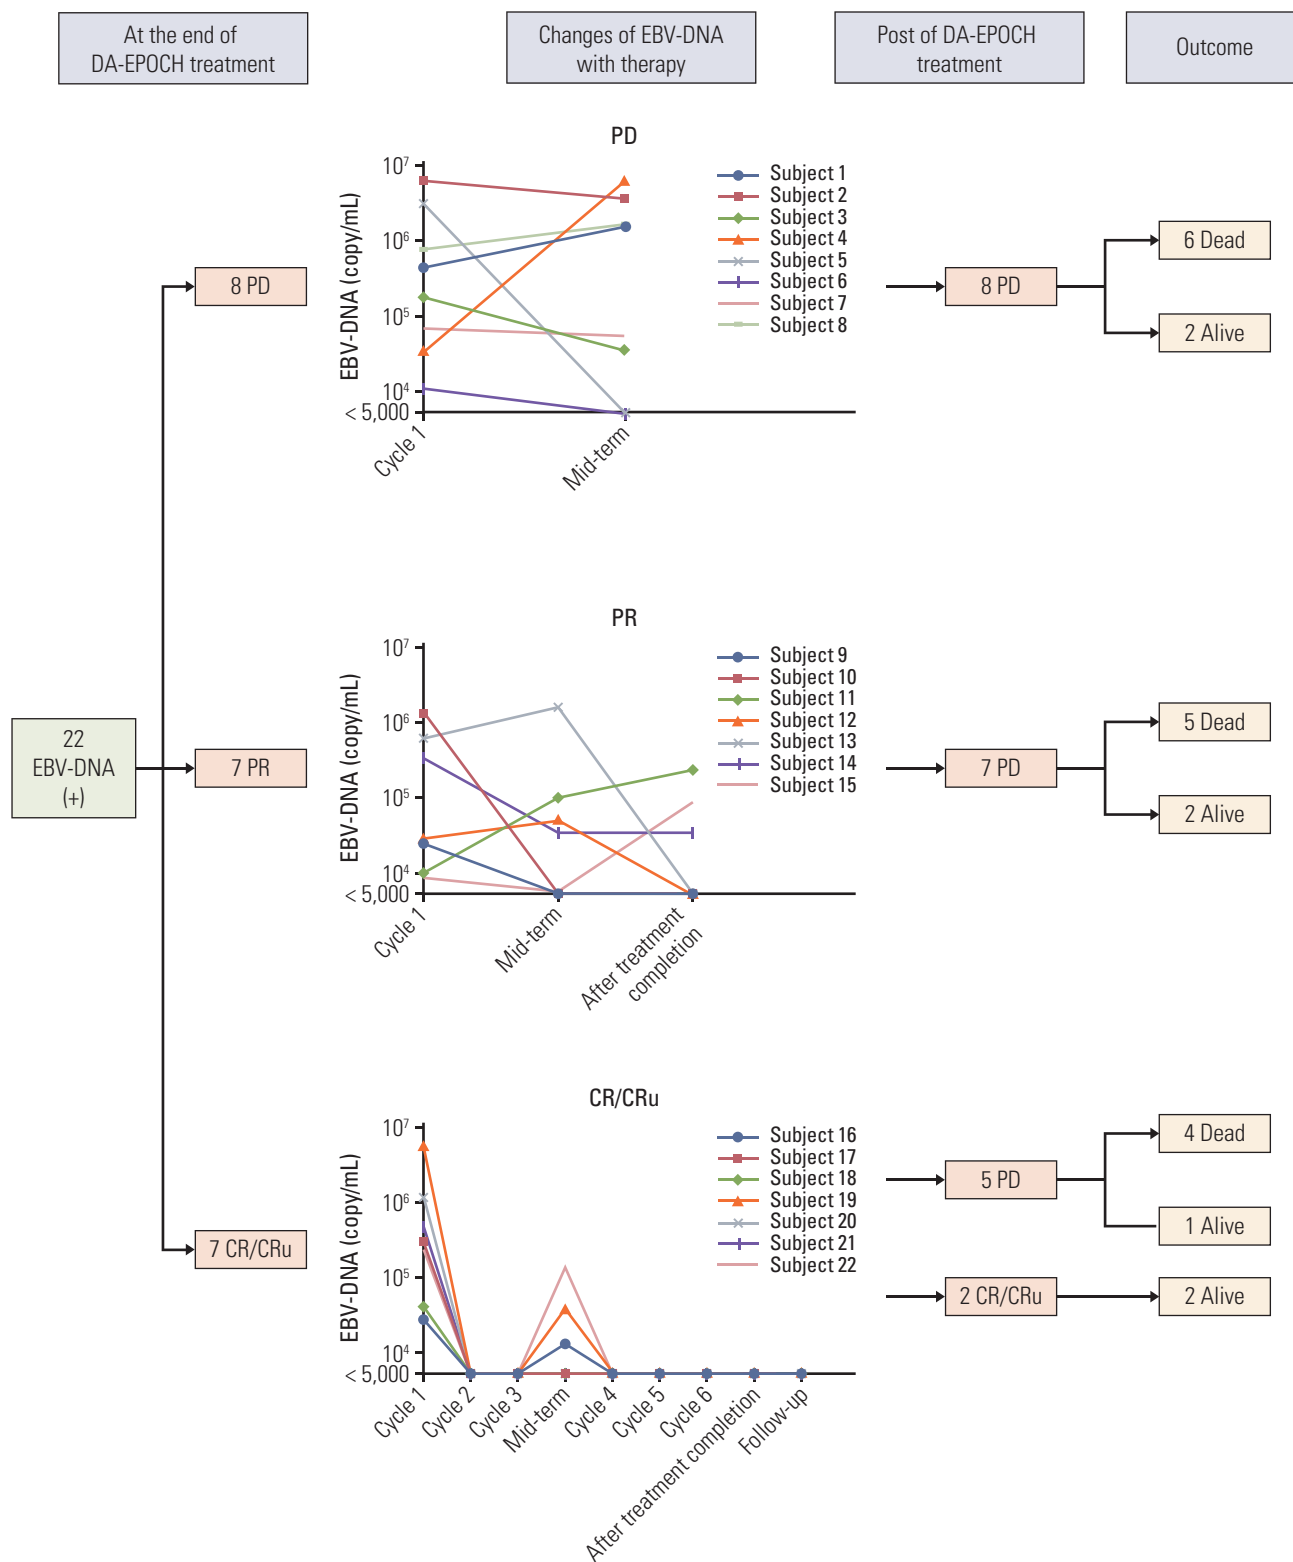 At the end of
DA-EPOCH treatment
Changes of EBV-DNA
with therapy
Post of DA-EPOCH
treatment
Outcome
PD
EBV-DNA (copy/mL)
10⁷
10⁶
10⁵
10⁴
< 5,000
Cycle 1
Mid-term
Subject 1
Subject 2
Subject 3
Subject 4
Subject 5
Subject 6
Subject 7
Subject 8
8 PD
8 PD
6 Dead
2 Alive
22
EBV-DNA
(+)
PR
EBV-DNA (copy/mL)
10⁷
10⁶
10⁵
10⁴
< 5,000
Cycle 1
Mid-term
After treatment
completion
Subject 9
Subject 10
Subject 11
Subject 12
Subject 13
Subject 14
Subject 15
7 PR
7 PD
5 Dead
2 Alive
CR/CRu
EBV-DNA (copy/mL)
10⁷
10⁶
10⁵
10⁴
< 5,000
Cycle 1
Cycle 2
Cycle 3
Mid-term
Cycle 4
Cycle 5
Cycle 6
After treatment completion
Follow-up
Subject 16
Subject 17
Subject 18
Subject 19
Subject 20
Subject 21
Subject 22
7 CR/CRu
5 PD
4 Dead
1 Alive
2 CR/CRu
2 Alive